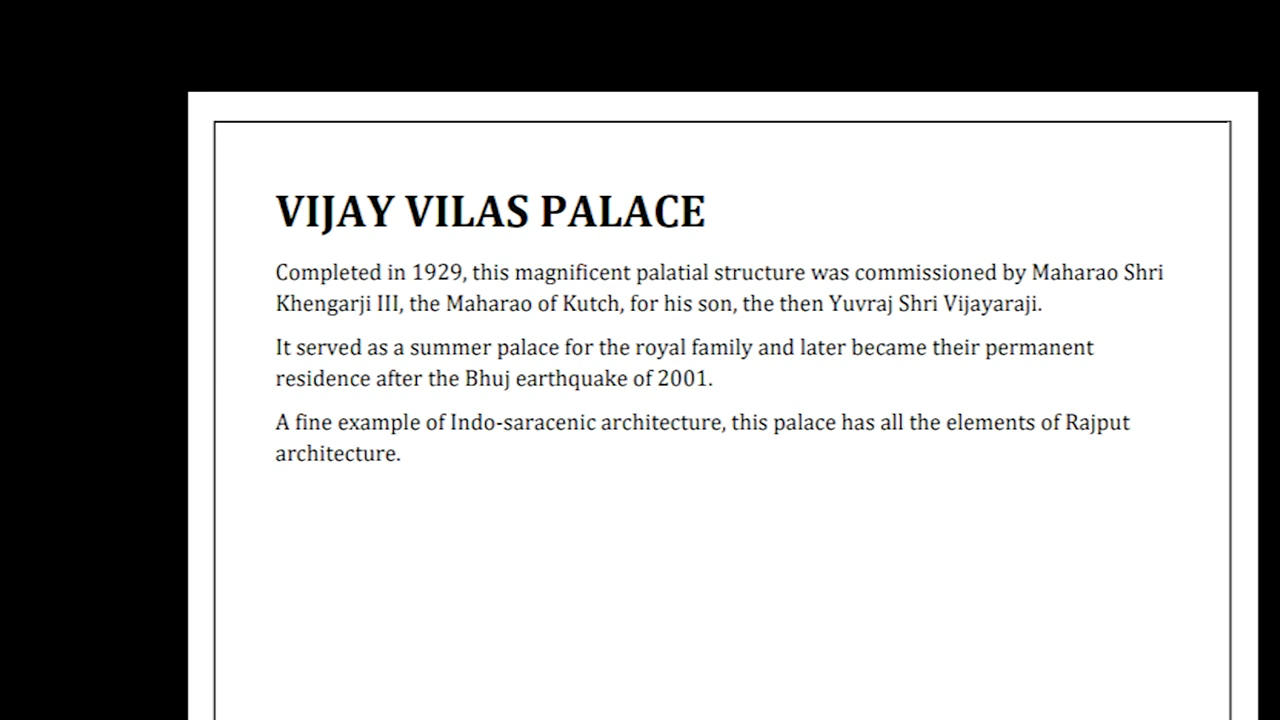 VIJAY VILAS PALACE
Completed in 1929, this magnificent palatial structure was commissioned by Maharao Shri
Khengarji III, the Maharao of Kutch, for his son, the then Yuvraj Shri Vijayaraji.
It served as a summer palace for the royal family and later became their permanent
residence after the Bhuj earthquake of 2001.
A fine example of Indo-saracenic architecture, this palace has all the elements of Rajput
architecture.